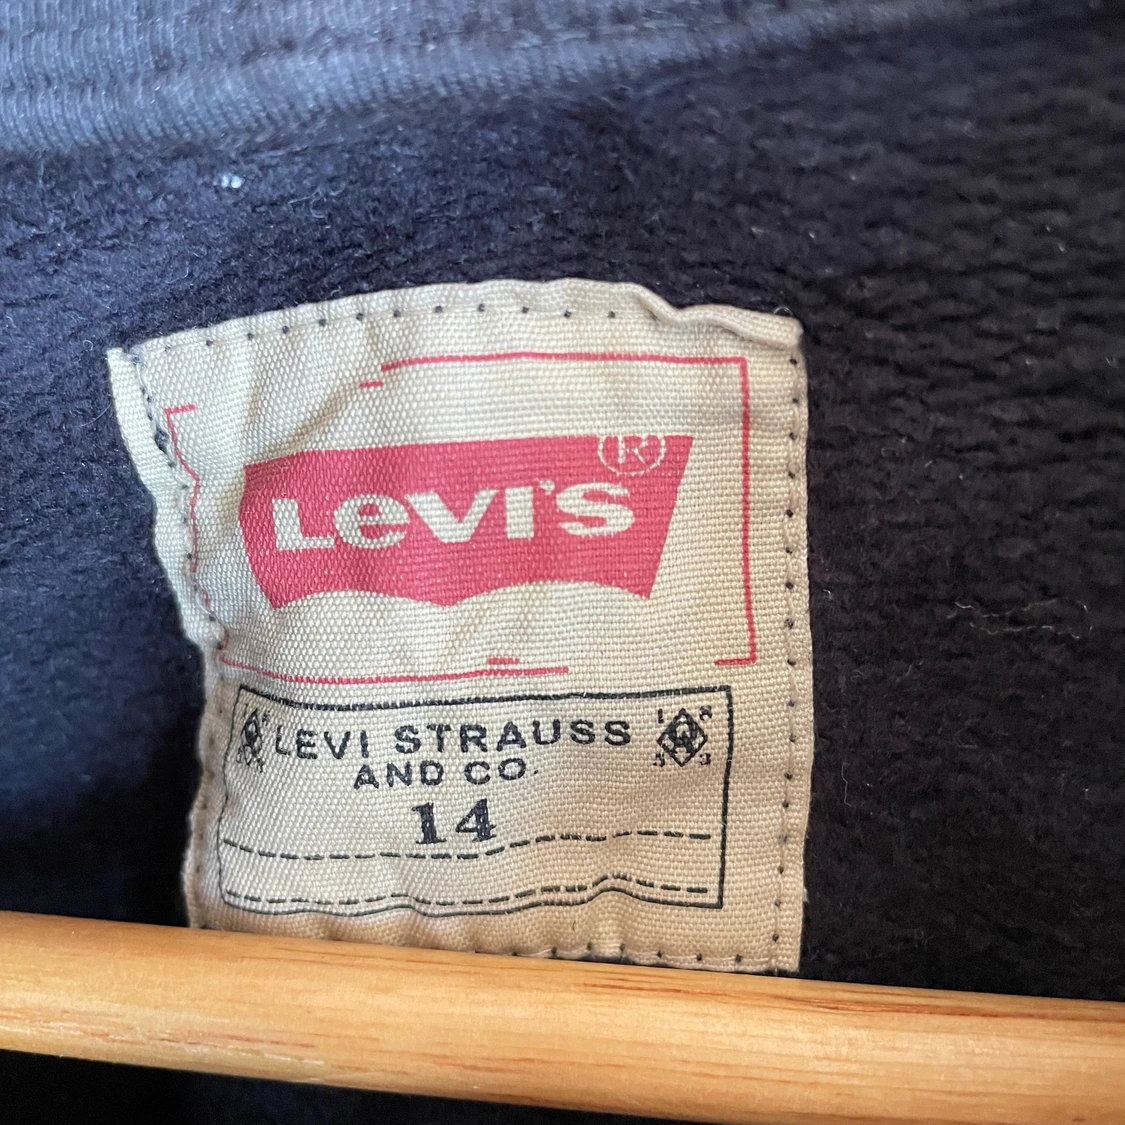 LEVI'S ®
LEVI STRAUSS
AND CO.
14